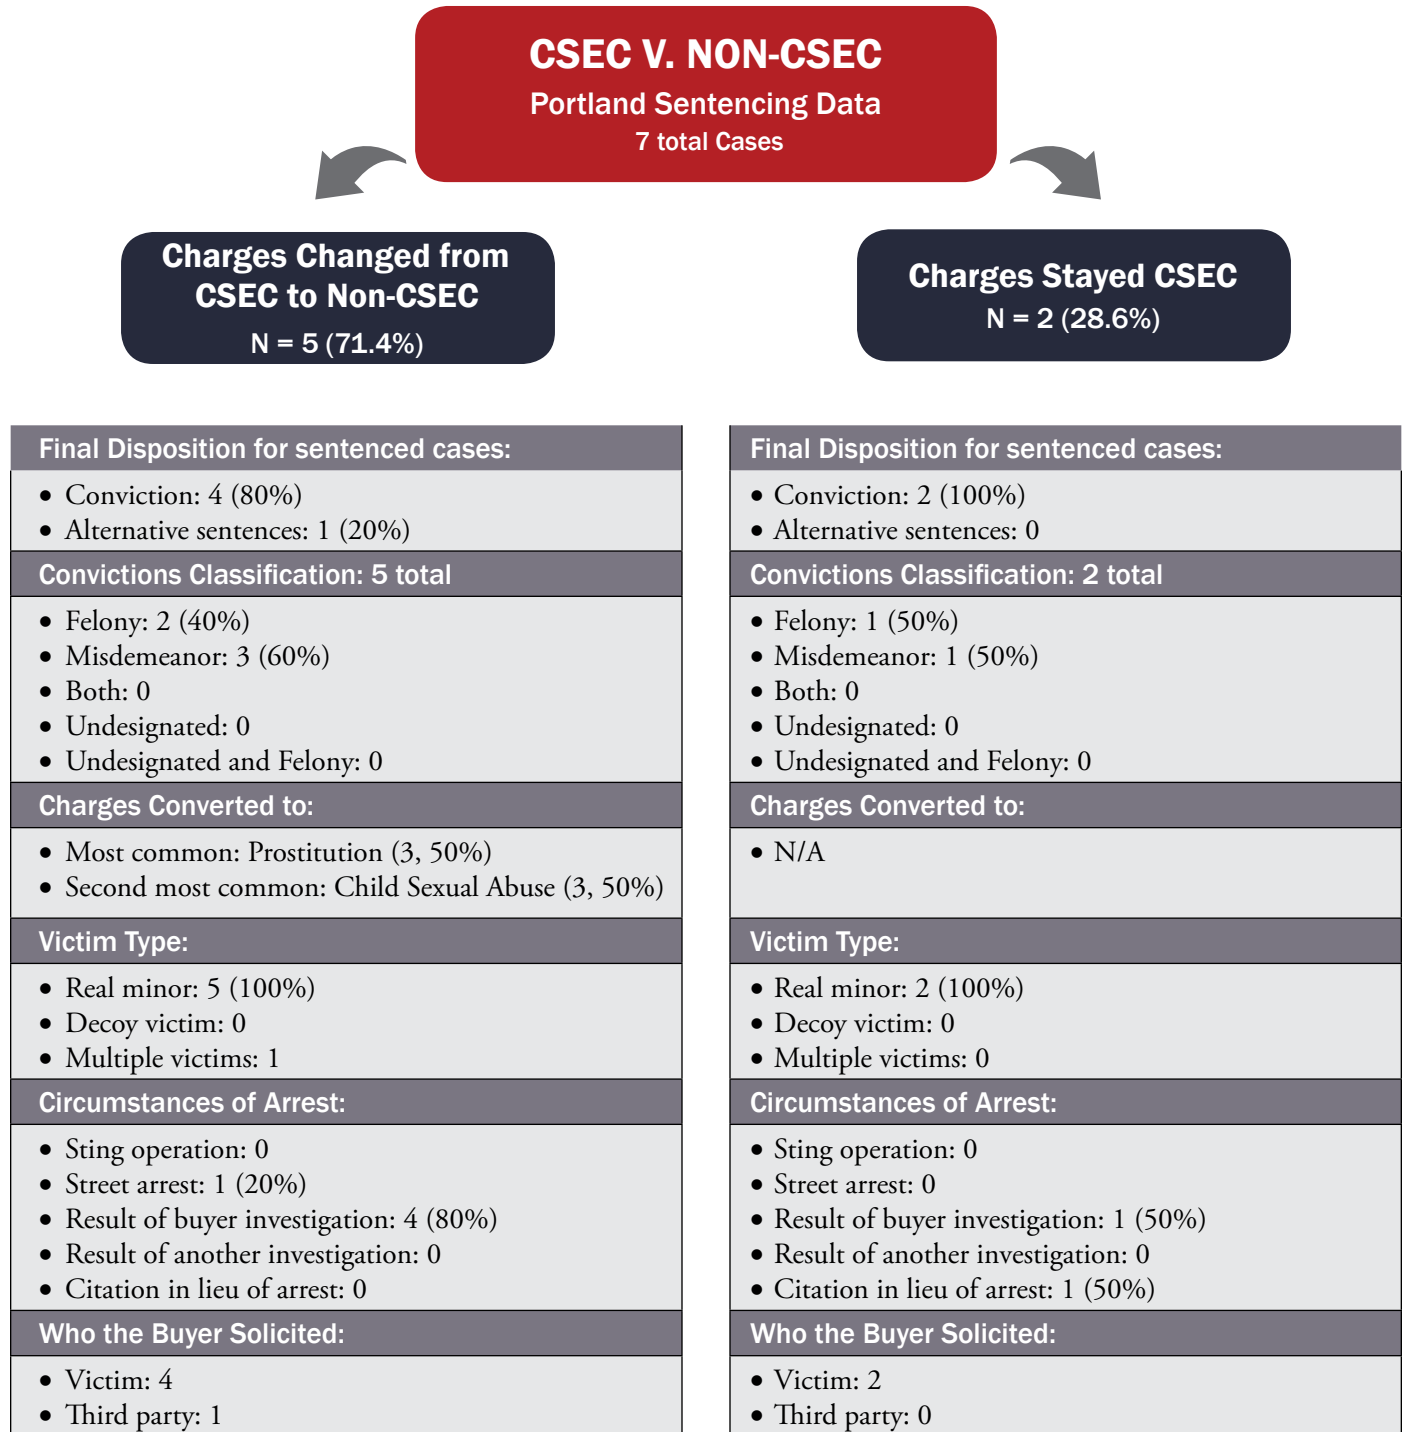 CSEC V. NON-CSEC
Portland Sentencing Data
7 total Cases
Charges Changed from
CSEC to Non-CSEC
N = 5 (71.4%)
Charges Stayed CSEC
N = 2 (28.6%)
Final Disposition for sentenced cases:
• Conviction: 4 (80%)
• Alternative sentences: 1 (20%)
Convictions Classification: 5 total
• Felony: 2 (40%)
• Misdemeanor: 3 (60%)
• Both: 0
• Undesignated: 0
• Undesignated and Felony: 0
Charges Converted to:
• Most common: Prostitution (3, 50%)
• Second most common: Child Sexual Abuse (3, 50%)
Victim Type:
• Real minor: 5 (100%)
• Decoy victim: 0
• Multiple victims: 1
Circumstances of Arrest:
• Sting operation: 0
• Street arrest: 1 (20%)
• Result of buyer investigation: 4 (80%)
• Result of another investigation: 0
• Citation in lieu of arrest: 0
Who the Buyer Solicited:
• Victim: 4
• Third party: 1
Final Disposition for sentenced cases:
• Conviction: 2 (100%)
• Alternative sentences: 0
Convictions Classification: 2 total
• Felony: 1 (50%)
• Misdemeanor: 1 (50%)
• Both: 0
• Undesignated: 0
• Undesignated and Felony: 0
Charges Converted to:
• N/A
Victim Type:
• Real minor: 2 (100%)
• Decoy victim: 0
• Multiple victims: 0
Circumstances of Arrest:
• Sting operation: 0
• Street arrest: 0
• Result of buyer investigation: 1 (50%)
• Result of another investigation: 0
• Citation in lieu of arrest: 1 (50%)
Who the Buyer Solicited:
• Victim: 2
• Third party: 0